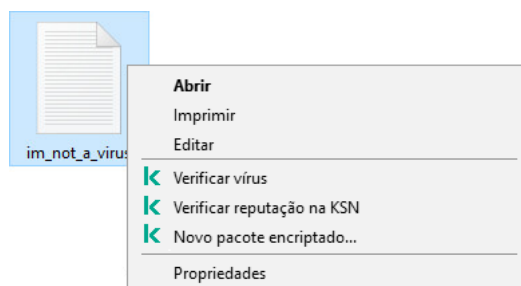 im_not_a_virus
Abrir
Imprimir
Editar
Verificar vírus
Verificar reputação na KSN
Novo pacote encriptado...
Propriedades